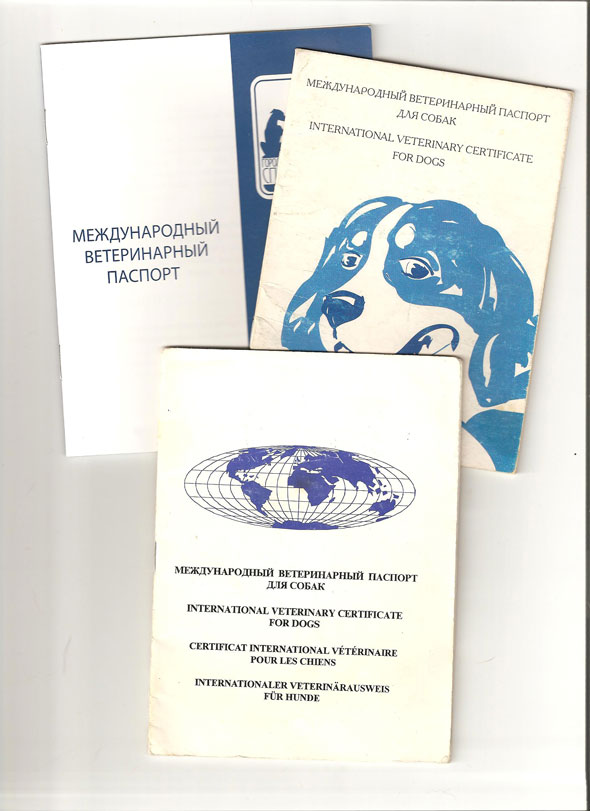 МЕЖДУНАРОДНЫЙ
ВЕТЕРИНАРНЫЙ
ПАСПОРТ
МЕЖДУНАРОДНЫЙ ВЕТЕРИНАРНЫЙ ПАСПОРТ
ДЛЯ СОБАК
INTERNATIONAL VETERINARY CERTIFICATE
FOR DOGS
МЕЖДУНАРОДНЫЙ ВЕТЕРИНАРНЫЙ ПАСПОРТ
ДЛЯ СОБАК
INTERNATIONAL VETERINARY CERTIFICATE
FOR DOGS
CERTIFICAT INTERNATIONAL VÉTÉRINAIRE
POUR LES CHIENS
INTERNATIONALER VETERINÄRAUSWEIS
FÜR HUNDE